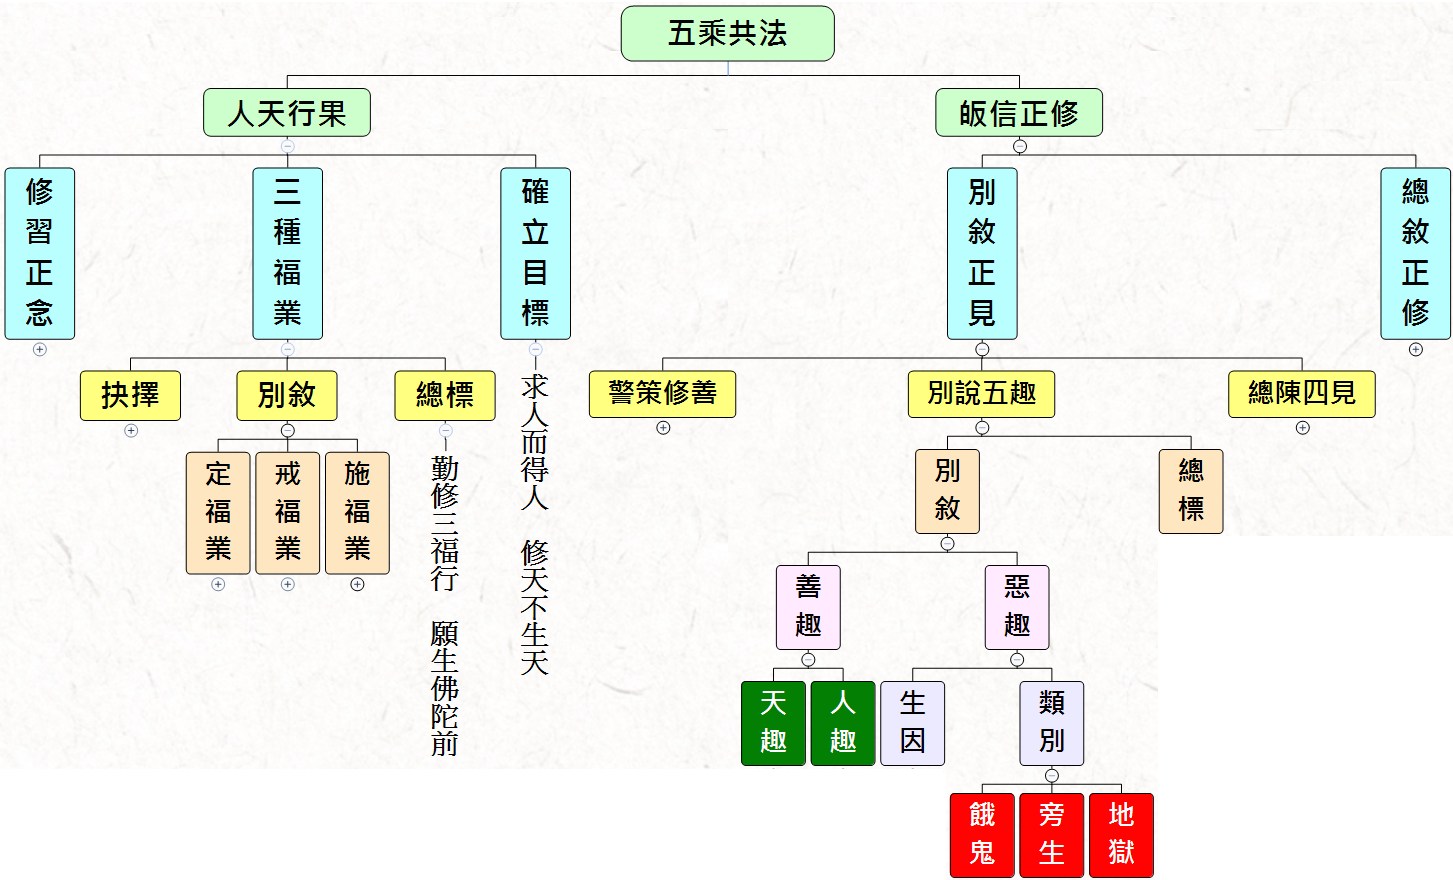 五乘共法
人天行果
皈信正修
修習正念
三種福業
確立目標
別敘正見
總敘正修
抉擇
別敘
總標
求人而得人　修天不生天
警策修善
別說五趣
總陳四見
定福業
戒福業
施福業
勤修三福行　願生佛陀前
別敘
總標
善趣
惡趣
天趣
人趣
生因
類別
餓鬼
旁生
地獄